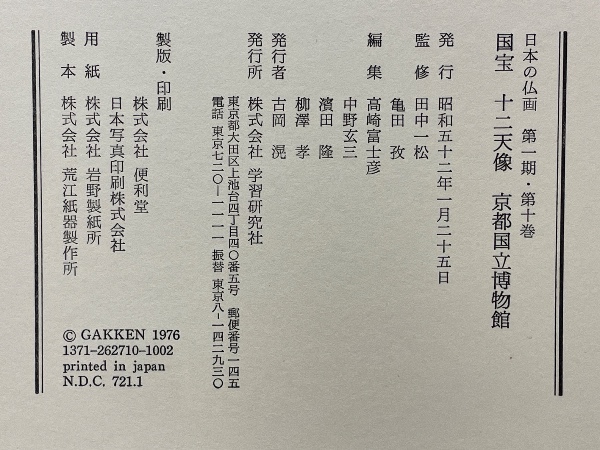 日本の仏画 第一期・第十巻
国宝 十二天像 京都国立博物館
発行 昭和五十二年一月二十五日
監修 田中一松
亀田 孜
編集 高崎富士彦
中野玄三
濱田 隆
柳澤 孝
発行者 古岡 滉
発行所 株式会社 学習研究社
東京都大田区上池台四丁目四〇番五号 郵便番号一四五
電話 東京七二〇―一一一一 振替 東京八―一四二九三〇
製版・印刷
株式会社 便利堂
日本写真印刷株式会社
用紙 株式会社 岩野製紙所
製本 株式会社 荒江紙器製作所
© GAKKEN 1976
1371-262710-1002
printed in japan
N.D.C. 721.1